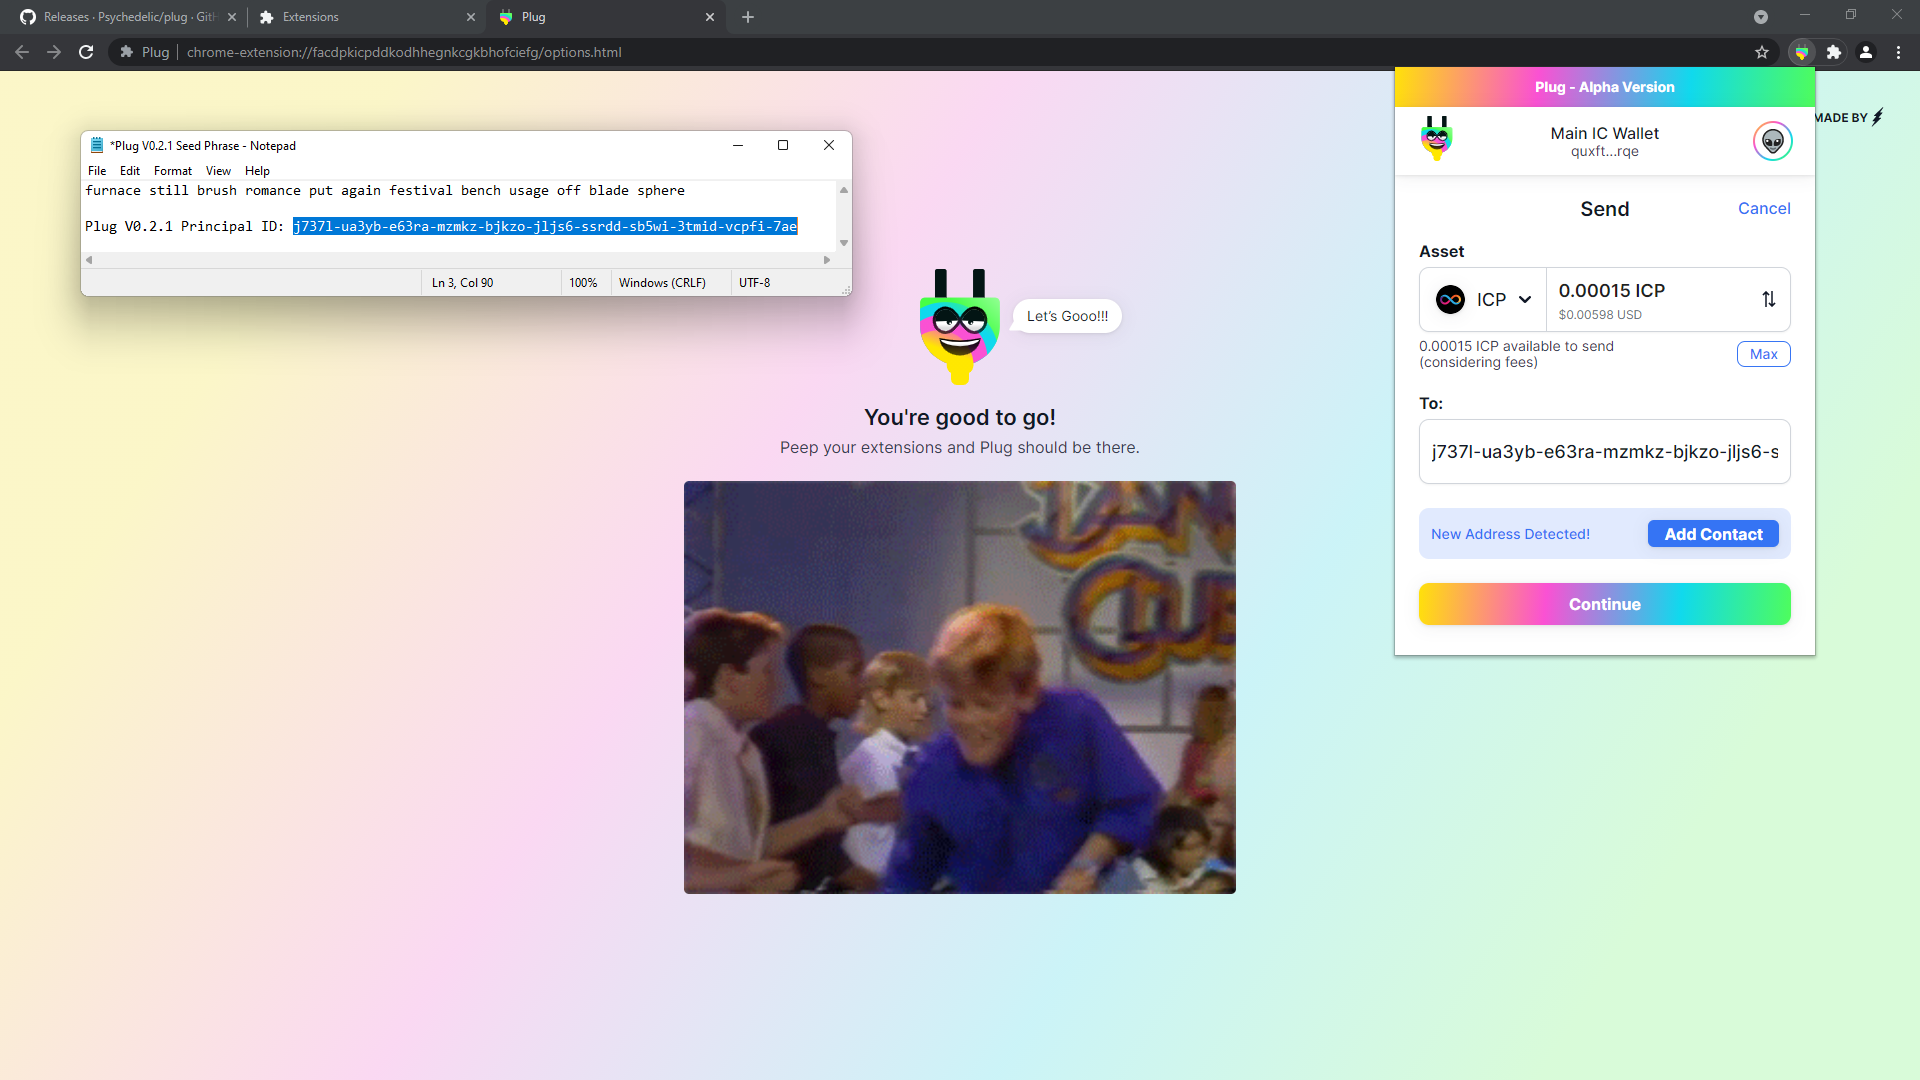 Releases · Psychedelic/plug · Gith
Extensions
Plug
Plug
chrome-extension://facdpkicpddkodhhegnkcgkbhofciefg/options.html
*Plug V0.2.1 Seed Phrase - Notepad
File Edit Format View Help
furnace still brush romance put again festival bench usage off blade sphere
Plug V0.2.1 Principal ID: j737l-ua3yb-e63ra-mzmkz-bjkzo-jljs6-ssrdd-sb5wi-3tmid-vcpfi-7ae
Ln 3, Col 90
100%
Windows (CRLF)
UTF-8
Let's Gooo!!!
You're good to go!
Peep your extensions and Plug should be there.
Plug - Alpha Version
MADE BY
Main IC Wallet
quxft...rqe
Send
Cancel
Asset
ICP
0.00015 ICP
$0.00598 USD
0.00015 ICP available to send
(considering fees)
Max
To:
j737l-ua3yb-e63ra-mzmkz-bjkzo-jljs6-s
New Address Detected!
Add Contact
Continue